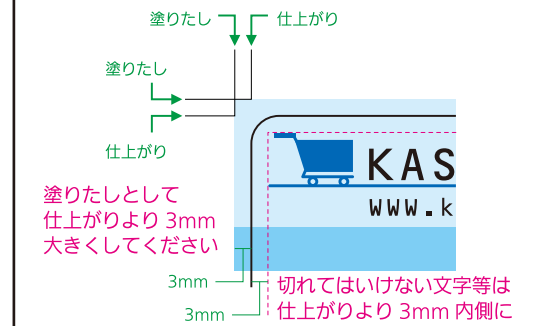 塗りたし 仕上がり
塗りたし
仕上がり
KAS
www.k
塗りたしとして
仕上がりより 3mm
大きくしてください
3mm
3mm
切れてはいけない文字等は
仕上がりより 3mm 内側に